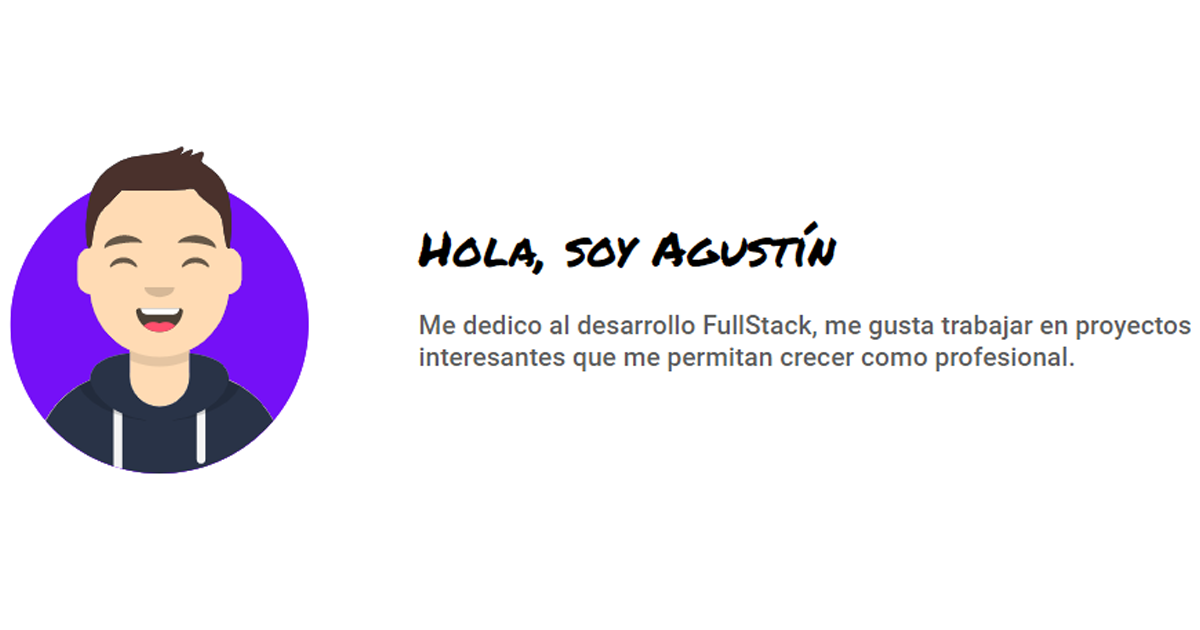 Hola, soy Agustín
Me dedico al desarrollo FullStack, me gusta trabajar en proyectos
interesantes que me permitan crecer como profesional.